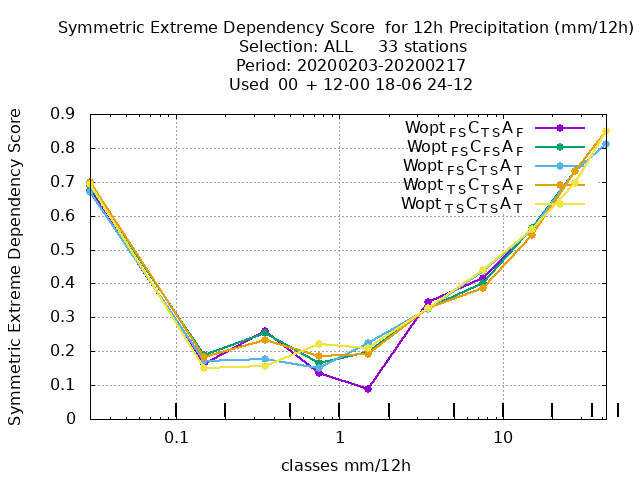 Symmetric Extreme Dependency Score  for 12h Precipitation (mm/12h)
Selection: ALL     33 stations
Period: 20200203-20200217
Used  00 + 12-00 18-06 24-12
Symmetric Extreme Dependency Score
0.9
0.8
0.7
0.6
0.5
0.4
0.3
0.2
0.1
0
Wopt FS C TS A F
Wopt FS C FS A F
Wopt FS C TS A T
Wopt TS C TS A F
Wopt TS C TS A T
0.1 1 10
classes mm/12h